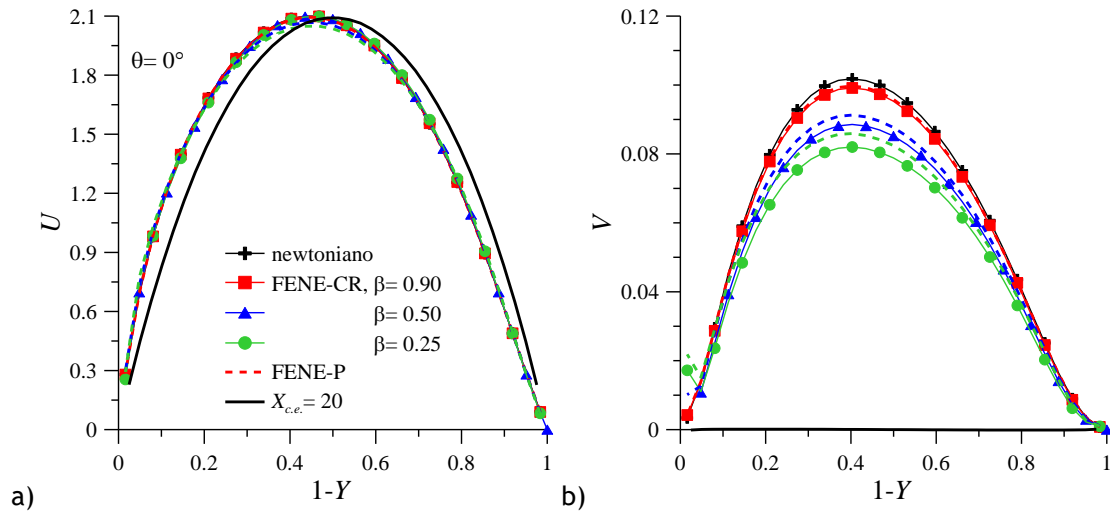 2.1
1.8
1.5
1.2
0.9
0.6
0.3
0
U
θ= 0°
newtoniano
FENE-CR, β= 0.90
β= 0.50
β= 0.25
FENE-P
X c.e. = 20
0 0.2 0.4 0.6 0.8 1
1-Y
a)
0.12
0.08
0.04
0
V
0 0.2 0.4 0.6 0.8 1
1-Y
b)